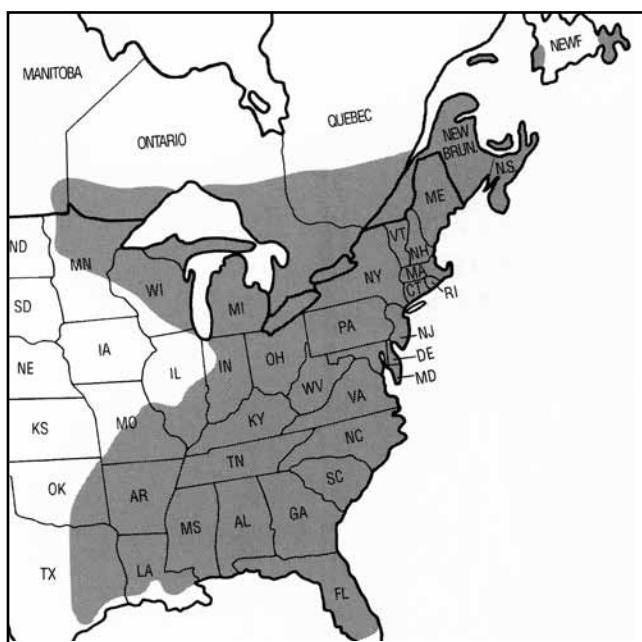 NEWF
MANITOBA
QUEBEC
ONTARIO
NEW
BRUN.
N.S.
ME
ND
VT
MN
NH
WI
NY
MA
SD
MI
CT
RI
PA
NJ
IA
NE
IL
IN
OH
DE
WV
MD
VA
MO
KS
KY
NC
TN
OK
AR
SC
MS
AL
GA
TX
LA
FL